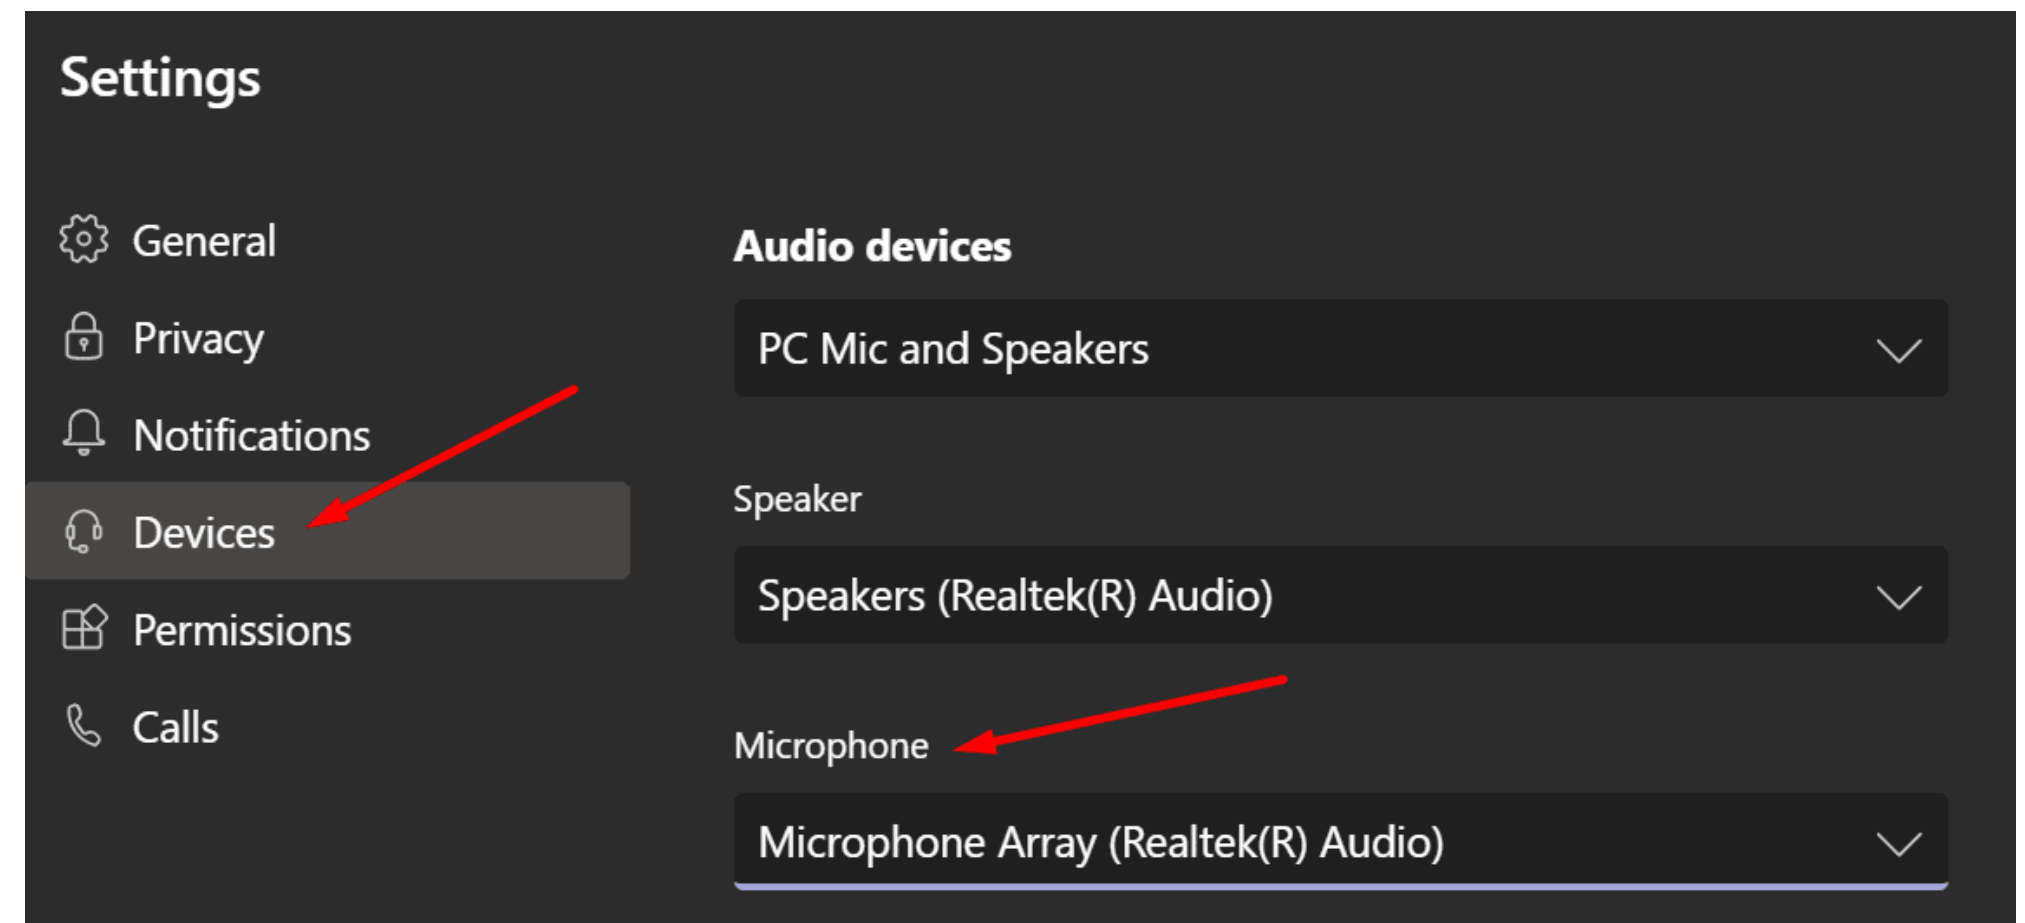 Settings
General
Privacy
Notifications
Devices
Permissions
Calls
Audio devices
PC Mic and Speakers
Speaker
Speakers (Realtek(R) Audio)
Microphone
Microphone Array (Realtek(R) Audio)